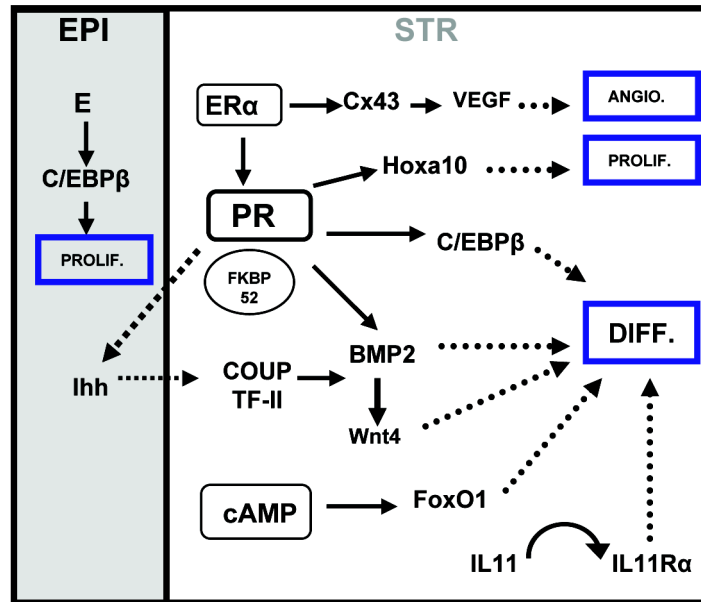 EPI
STR
E
C/EBPβ
PROLIF.
Ihh
ERα
Cx43
VEGF
ANGIO.
Hoxa10
PROLIF.
PR
C/EBPβ
FKBP
52
DIFF.
BMP2
COUP
TF-II
Wnt4
cAMP
FoxO1
IL11
IL11Rα